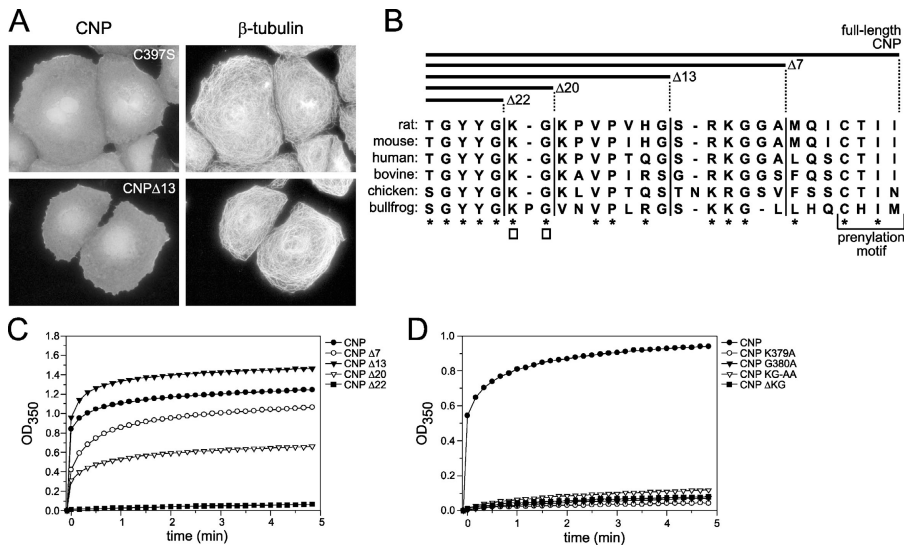 A
CNP
β-tubulin
C397S
CNPΔ13
B
full-length
CNP
Δ7
Δ13
Δ20
Δ22
rat: T G Y Y G K - G K P V P V H G S - R K G G A M Q I C T I I
mouse: T G Y Y G K - G K P V P I H G S - R K G G A M Q I C T I I
human: T G Y Y G K - G K P V P T Q G S - R K G G A L Q S C T I I
bovine: T G Y Y G K - G K A V P I R S G - R K G G S F Q S C T I I
chicken: S G Y Y G K - G K L V P T Q S T N K R G S V F S S C T I N
bullfrog: S G Y Y G K P G V N V P L R G S - K K G - L L H Q C H I M
* * * * * * * * * * * * * * *
prenylation
motif
C
OD350
1.8
1.6
1.4
1.2
1.0
0.8
0.6
0.4
0.2
0.0
0 1 2 3 4 5
time (min)
CNP
CNP Δ7
CNP Δ13
CNP Δ20
CNP Δ22
D
OD350
1.0
0.8
0.6
0.4
0.2
0.0
0 1 2 3 4 5
time (min)
CNP
CNP K379A
CNP G380A
CNP KG-AA
CNP ΔKG